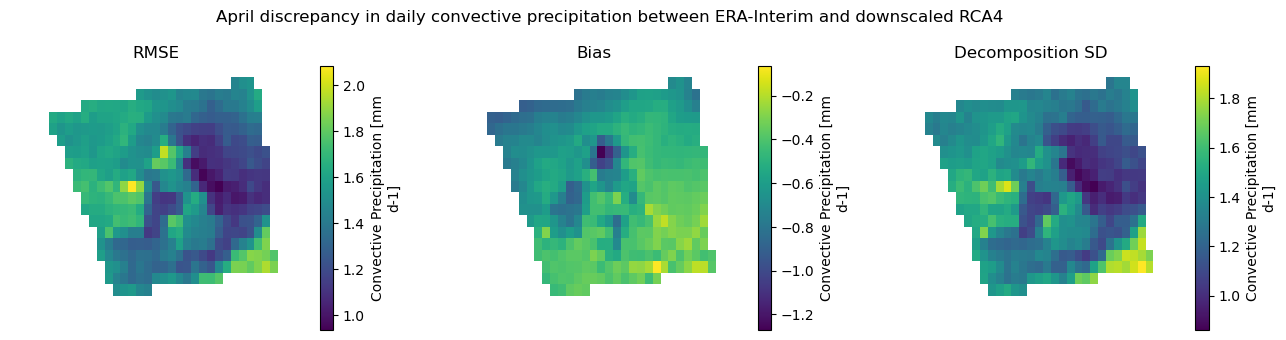 April discrepancy in daily convective precipitation between ERA-Interim and downscaled RCA4
RMSE
2.0
1.8
1.6
1.4
1.2
1.0
Convective Precipitation [mm
d-1]
Bias
−0.2
−0.4
−0.6
−0.8
−1.0
−1.2
Convective Precipitation [mm
d-1]
Decomposition SD
1.8
1.6
1.4
1.2
1.0
Convective Precipitation [mm
d-1]